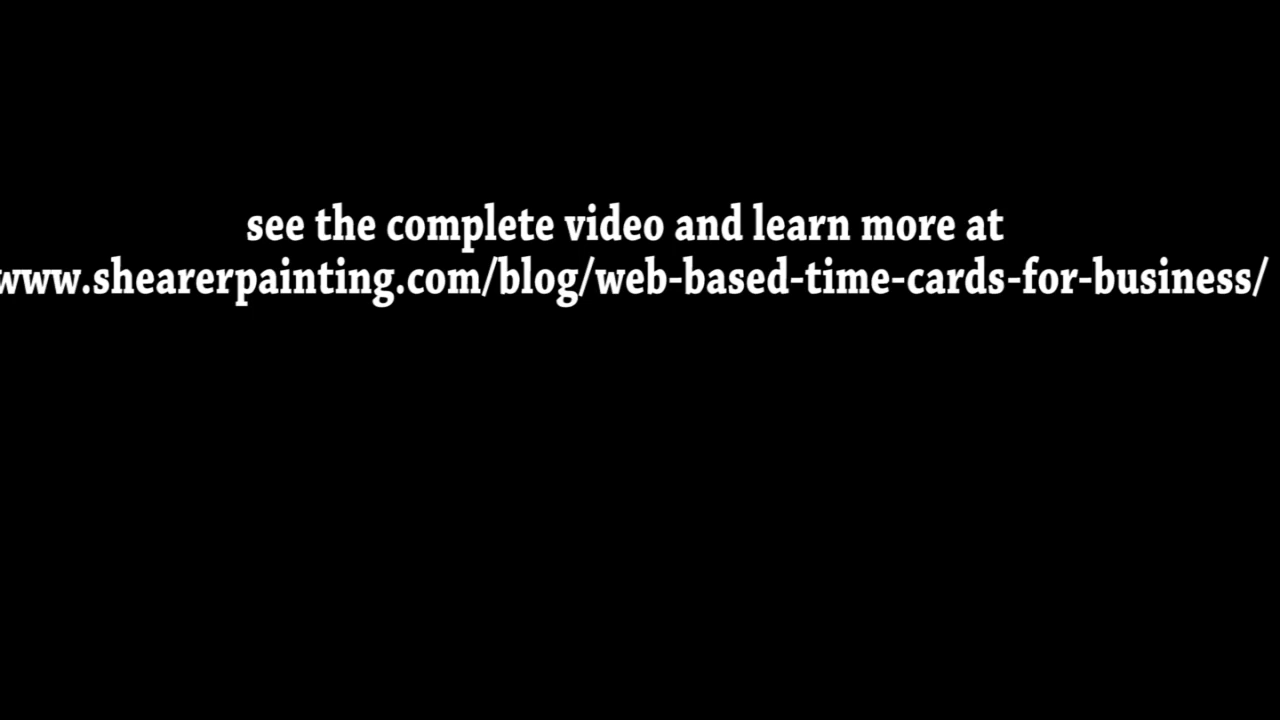 see the complete video and learn more at
www.shearerpainting.com/blog/web-based-time-cards-for-business/